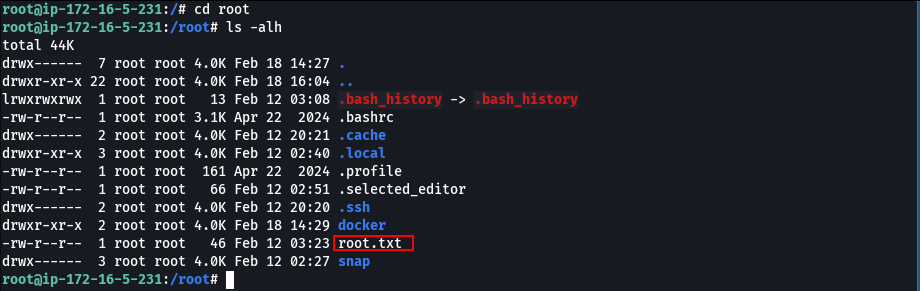 root@ip-172-16-5-231:/# cd root
root@ip-172-16-5-231:/root# ls -alh
total 44K
drwx------  7 root root 4.0K Feb 18 14:27 .
drwxr-xr-x 22 root root 4.0K Feb 18 16:04 ..
lrwxrwxrwx  1 root root   13 Feb 12 03:08 .bash_history -> .bash_history
-rw-r--r--  1 root root 3.1K Apr 22  2024 .bashrc
drwx------  2 root root 4.0K Feb 12 20:21 .cache
drwxr-xr-x  3 root root 4.0K Feb 12 02:40 .local
-rw-r--r--  1 root root  161 Apr 22  2024 .profile
-rw-r--r--  1 root root   66 Feb 12 02:51 .selected_editor
drwx------  2 root root 4.0K Feb 12 20:20 .ssh
drwxr-xr-x  2 root root 4.0K Feb 18 14:29 docker
-rw-r--r--  1 root root   46 Feb 12 03:23 root.txt
drwx------  3 root root 4.0K Feb 12 02:27 snap
root@ip-172-16-5-231:/root#